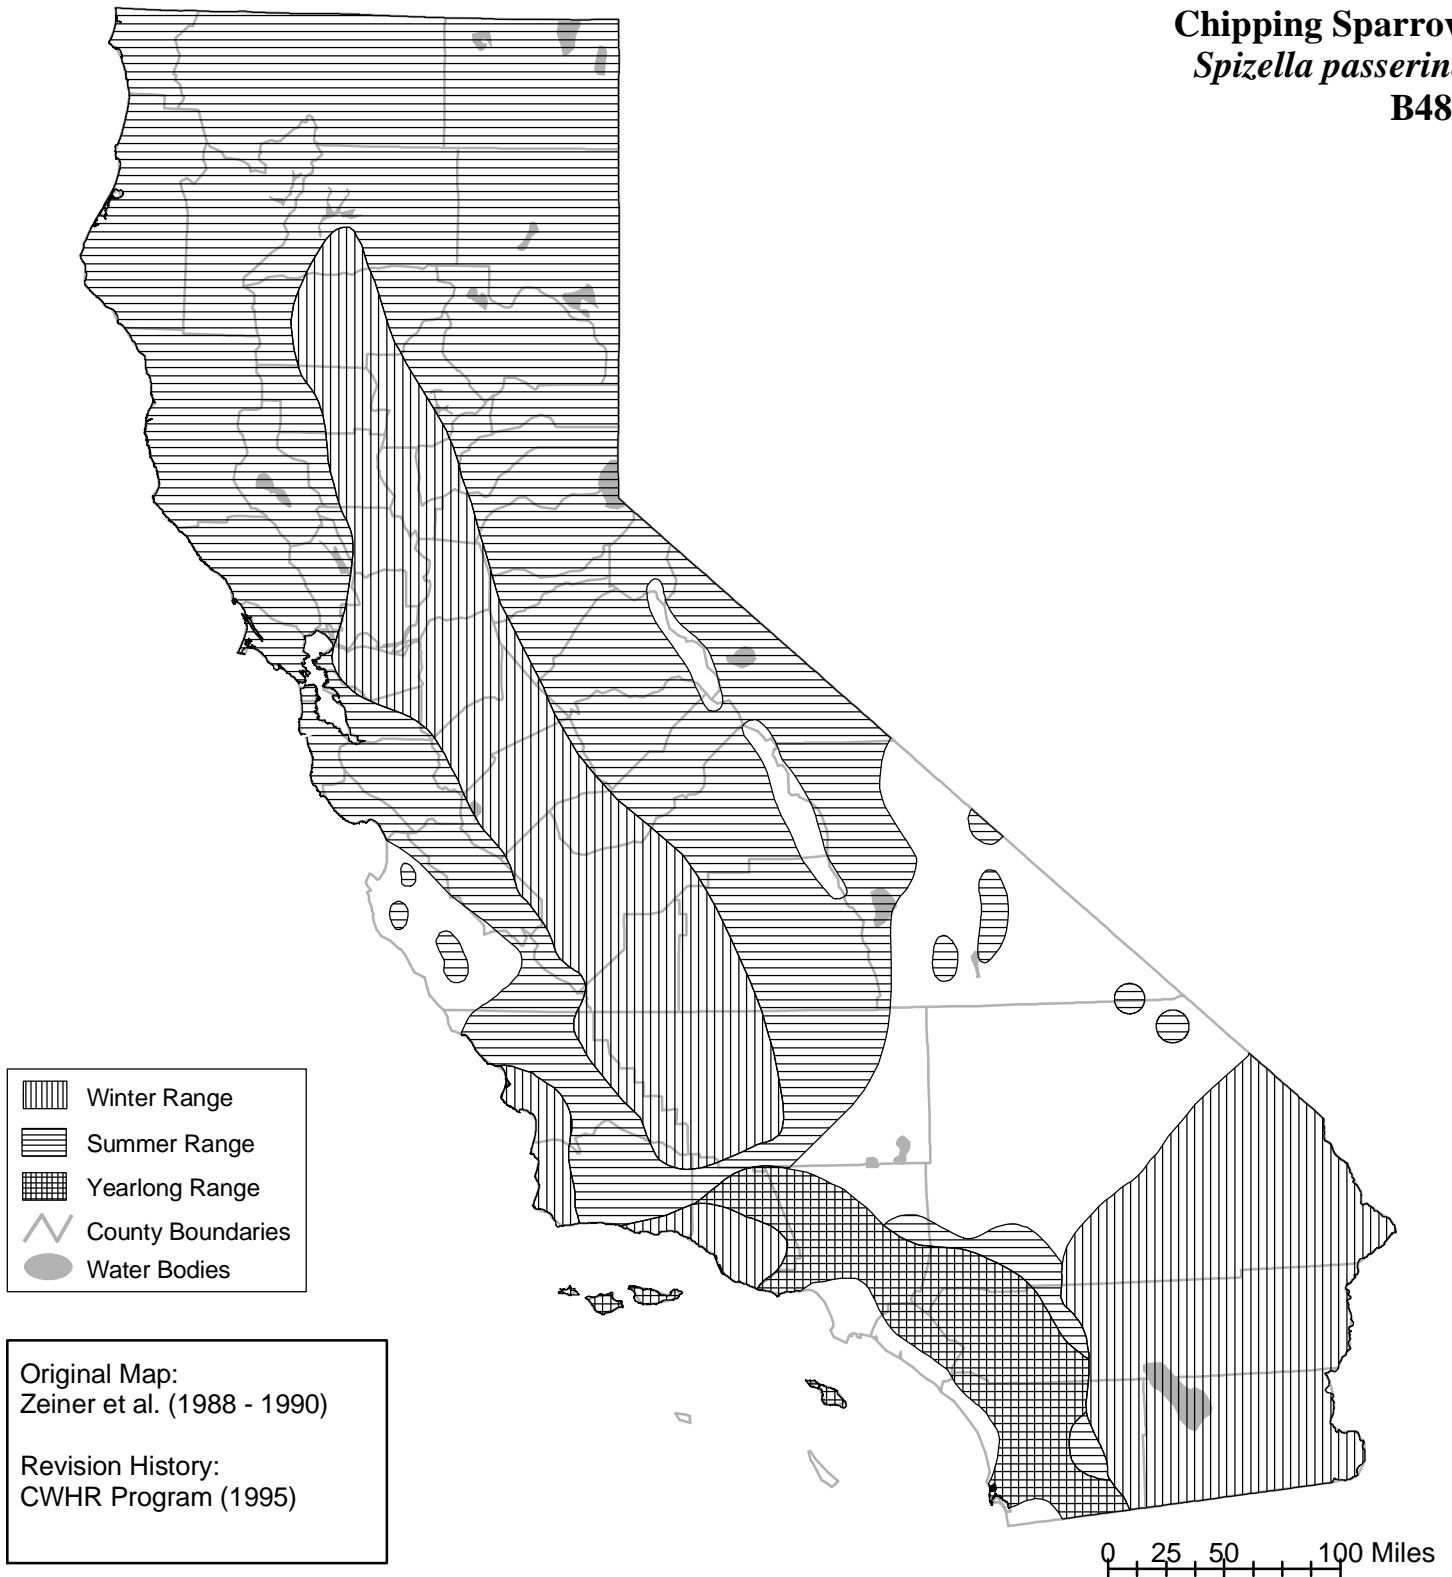 Chipping Sparrow
Spizella passerin
B48
Winter Range
Summer Range
Yearlong Range
County Boundaries
Water Bodies
Original Map:
Zeiner et al. (1988 - 1990)
Revision History:
CWHR Program (1995)
0 25 50 100 Miles